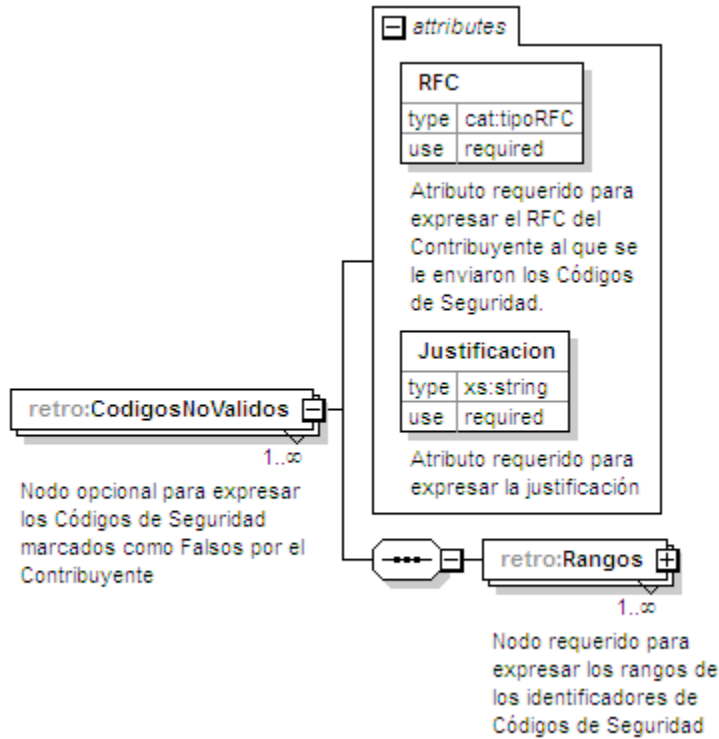 attributes
RFC
type cat:tipoRFC
use required
Atributo requerido para
expresar el RFC del
Contribuyente al que se
le enviaron los Códigos
de Seguridad.
Justificacion
type xs:string
use required
Atributo requerido para
expresar la justificación
retro:CodigosNoValidos
1..∞
Nodo opcional para expresar
los Códigos de Seguridad
marcados como Falsos por el
Contribuyente
retro:Rangos
1..∞
Nodo requerido para
expresar los rangos de
los identificadores de
Códigos de Seguridad